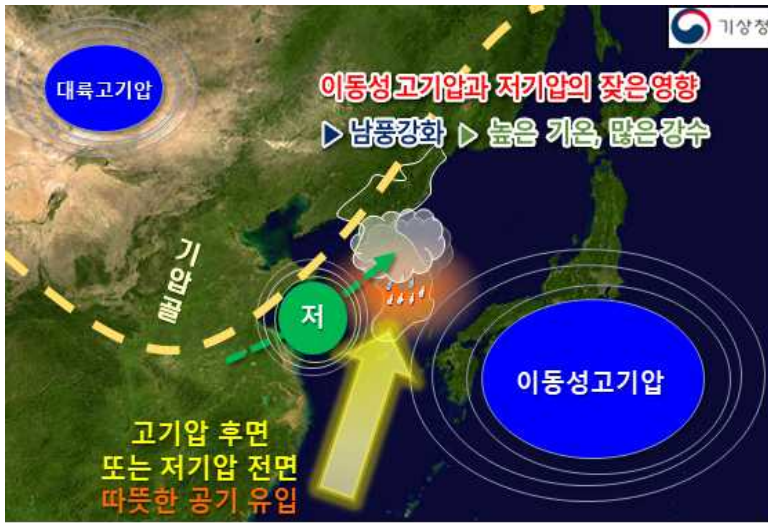 기상청
대륙고기압
이동성 고기압과 저기압의 잦은 영향
▶ 남풍강화 ▶ 높은 기온, 많은 강수
기압골
저
이동성고기압
고기압 후면
또는 저기압 전면
따뜻한 공기 유입